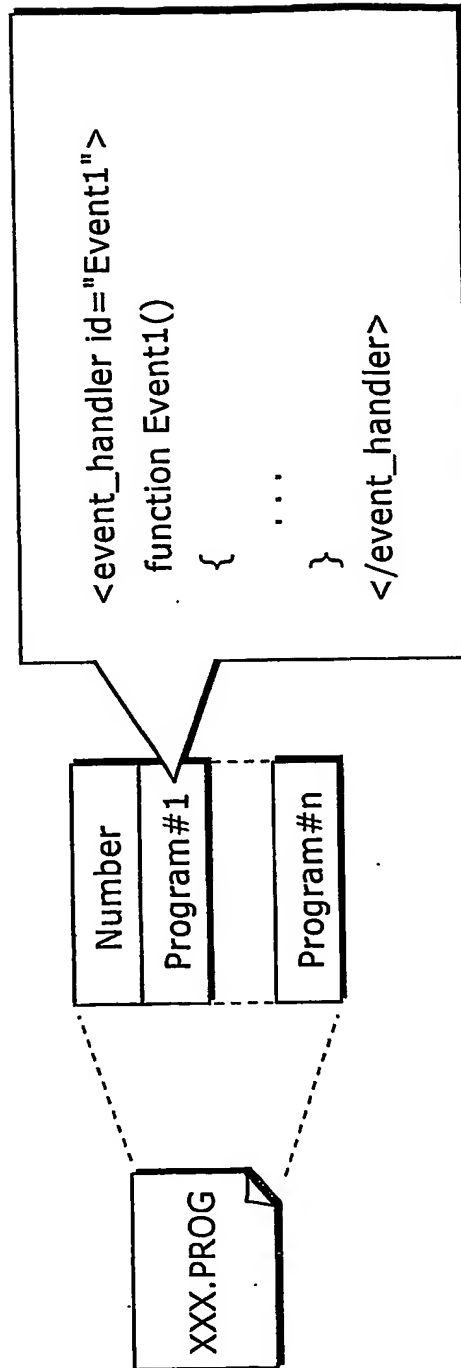 XXX.PROG
Number
Program#1
Program#n
<event_handler id="Event1">
function Event1()
{
...
}
</event_handler>